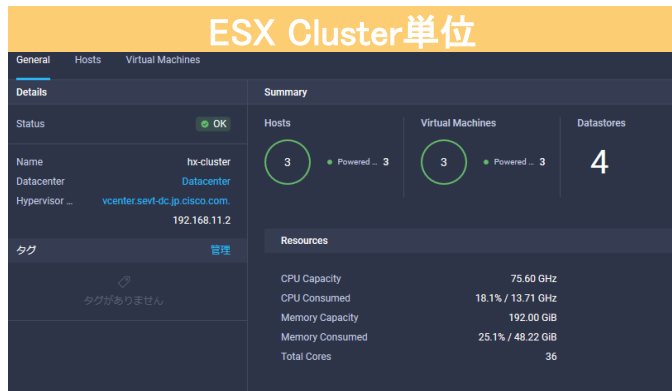 ESX Cluster単位
General Hosts Virtual Machines
Details
Status OK
Name hx-cluster
Datacenter Datacenter
Hypervisor ... vcenter.sevt-dc.jp.cisco.com.
192.168.11.2
タグ 管理
タグがありません
Summary
Hosts Virtual Machines Datastores
3 Powered ... 3 3 Powered ... 3 4
Resources
CPU Capacity 75.60 GHz
CPU Consumed 18.1% / 13.71 GHz
Memory Capacity 192.00 GiB
Memory Consumed 25.1% / 48.22 GiB
Total Cores 36